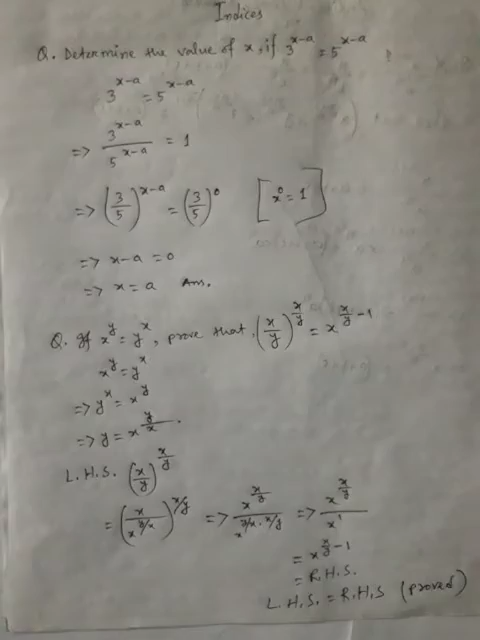 Indices
Q. Determine the value of x, if 3^(x-a) = 5^(x-a)
3^(x-a) = 5^(x-a)
=> 3^(x-a)/5^(x-a) = 1
=> (3/5)^(x-a) = (3/5)^0 [x^0 = 1]
=> x-a = 0
=> x = a Ans.
Q. If x^y = y^x, prove that, (x/y)^(x/y) = x^(x/y - 1)
x^y = y^x
=> y^x = x^y
=> y = x^(y/x).
L.H.S. (x/y)^(x/y)
= (x/x^(y/x))^(x/y) => x^(x/y)/x^(y/x · x/y) => x^(x/y)/x^1
= x^(x/y - 1)
= R.H.S.
L.H.S. = R.H.S (proved)